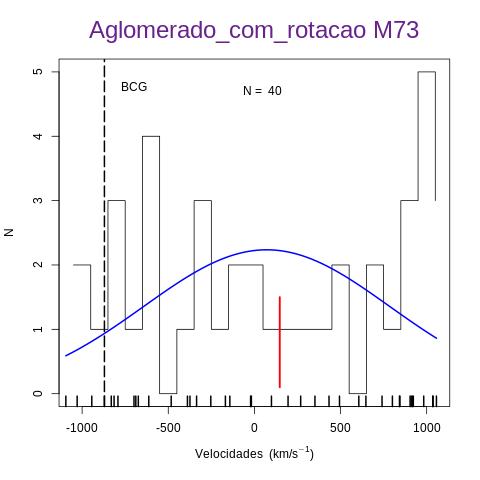 Aglomerado_com_rotacao M73
BCG
N = 40
5
4
3
2
1
0
N
-1000 -500 0 500 1000
Velocidades (km/s⁻¹)